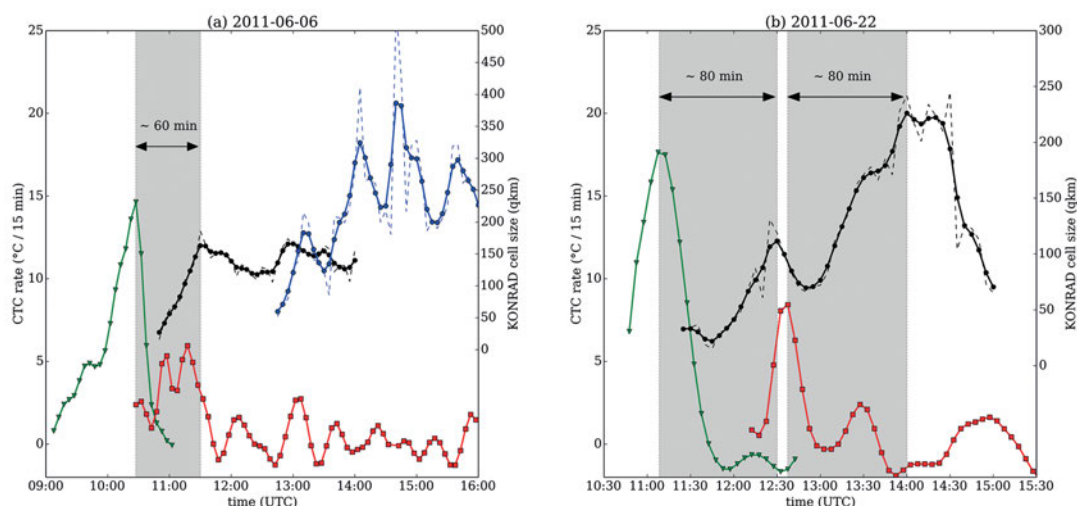 (a) 2011-06-06
CTC rate (°C / 15 min)
25
20
15
10
5
0
~ 60 min
500
450
400
350
300
250
200
150
100
50
0
KONRAD cell size (qkm)
09:00 10:00 11:00 12:00 13:00 14:00 15:00 16:00
time (UTC)
(b) 2011-06-22
CTC rate (°C / 15 min)
25
20
15
10
5
0
~ 80 min ~ 80 min
300
250
200
150
100
50
0
KONRAD cell size (qkm)
10:30 11:00 11:30 12:00 12:30 13:00 13:30 14:00 14:30 15:00 15:30
time (UTC)